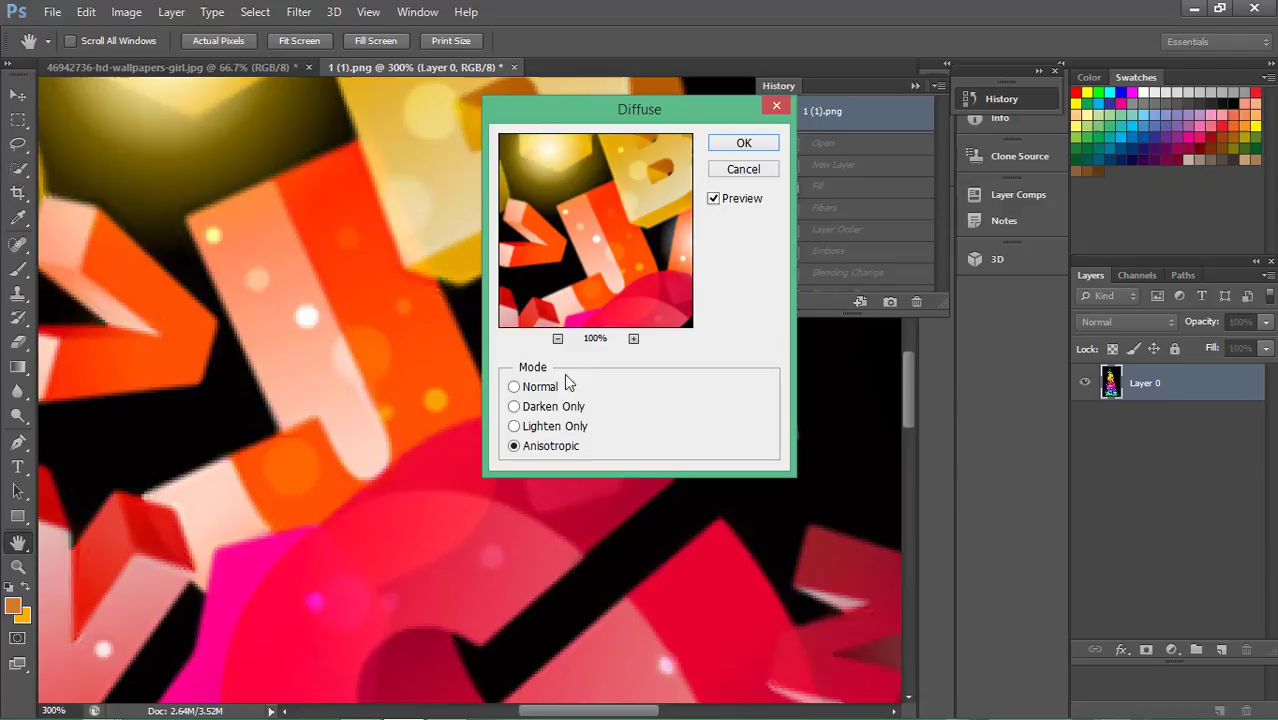 Ps File Edit Image Layer Type Select Filter 3D View Window Help
Scroll All Windows Actual Pixels Fit Screen Fill Screen Print Size Essentials
46942736-hd-wallpapers-girl.jpg @ 66.7% (RGB/8) * × 1 (1).png @ 300% (Layer 0, RGB/8) * ×
History
1 (1).png
Open
New Layer
Fill
Fibers
Layer Order
Emboss
Blending Change
Diffuse
OK
Cancel
Preview
100%
Mode
Normal
Darken Only
Lighten Only
Anisotropic
History
Info
Clone Source
Layer Comps
Notes
3D
Color Swatches
Layers Channels Paths
Kind
Normal Opacity: 100%
Lock: Fill: 100%
Layer 0
300% Doc: 2.64M/3.52M